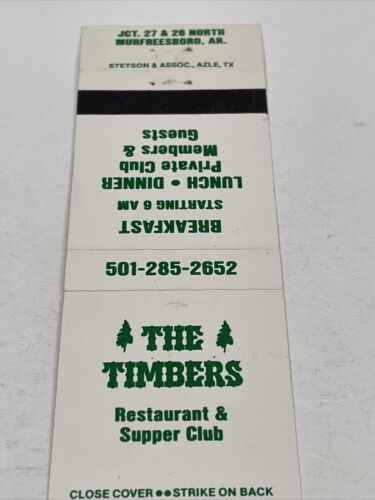 JCT. 27 & 26 NORTH
MURFREESBORO, AR.
STETSON & ASSOC., AZLE, TX
BREAKFAST
STARTING 6 AM
LUNCH • DINNER
Private Club
Members &
Guests
501-285-2652
THE
TIMBERS
Restaurant &
Supper Club
CLOSE COVER ●● STRIKE ON BACK